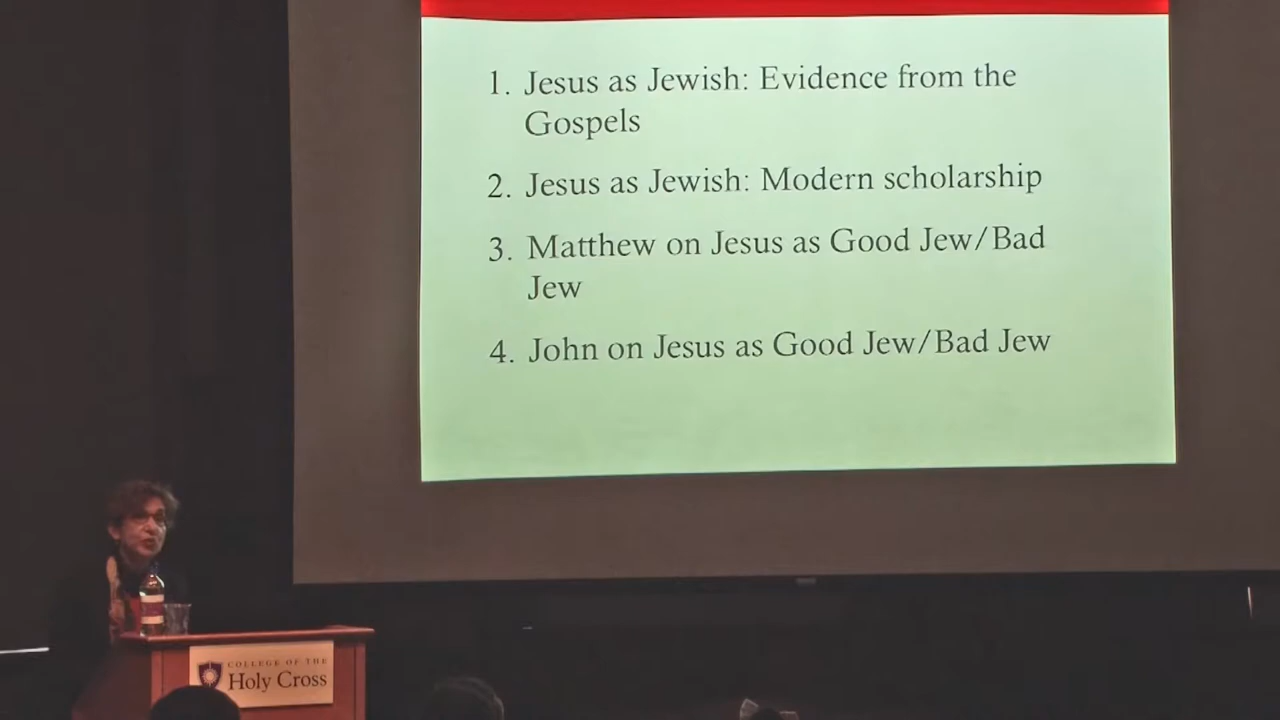 1. Jesus as Jewish: Evidence from the
Gospels
2. Jesus as Jewish: Modern scholarship
3. Matthew on Jesus as Good Jew/Bad
Jew
4. John on Jesus as Good Jew/Bad Jew
COLLEGE OF THE
Holy Cross